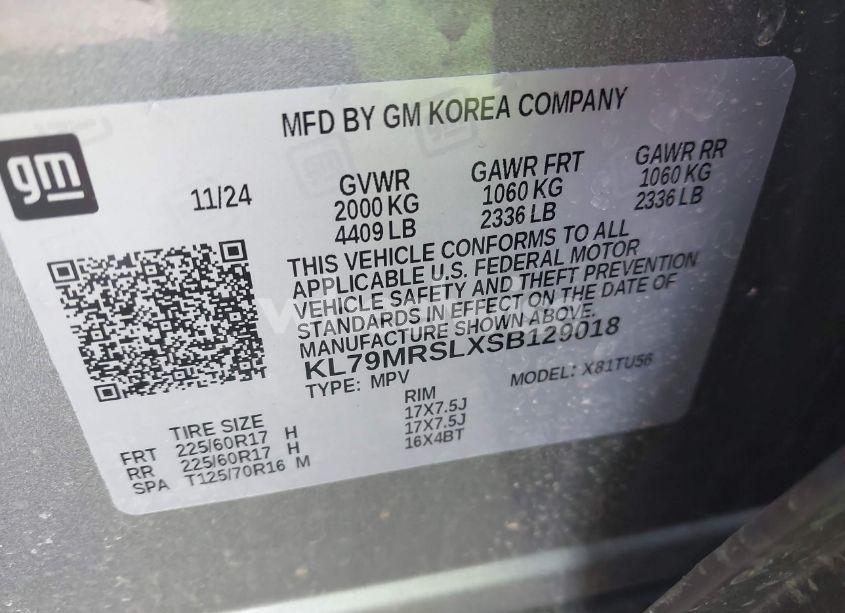 MFD BY GM KOREA COMPANY
gm
11/24
GVWR
2000 KG
4409 LB
GAWR FRT
1060 KG
2336 LB
GAWR RR
1060 KG
2336 LB
THIS VEHICLE CONFORMS TO ALL
APPLICABLE U.S. FEDERAL MOTOR
VEHICLE SAFETY AND THEFT PREVENTION
STANDARDS IN EFFECT ON THE DATE OF
MANUFACTURE SHOWN ABOVE.
KL79MRSLXSB129018
TYPE: MPV
MODEL: X81TU56
TIRE SIZE
RIM
FRT 225/60R17 H 17X7.5J
RR 225/60R17 H 17X7.5J
SPA T125/70R16 M 16X4BT